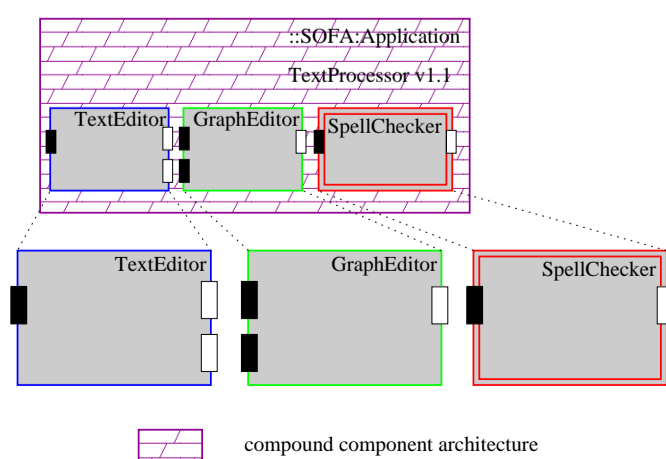 ::SOFA:Application
TextProcessor v1.1
TextEditor
GraphEditor
SpellChecker
TextEditor
GraphEditor
SpellChecker
compound component architecture